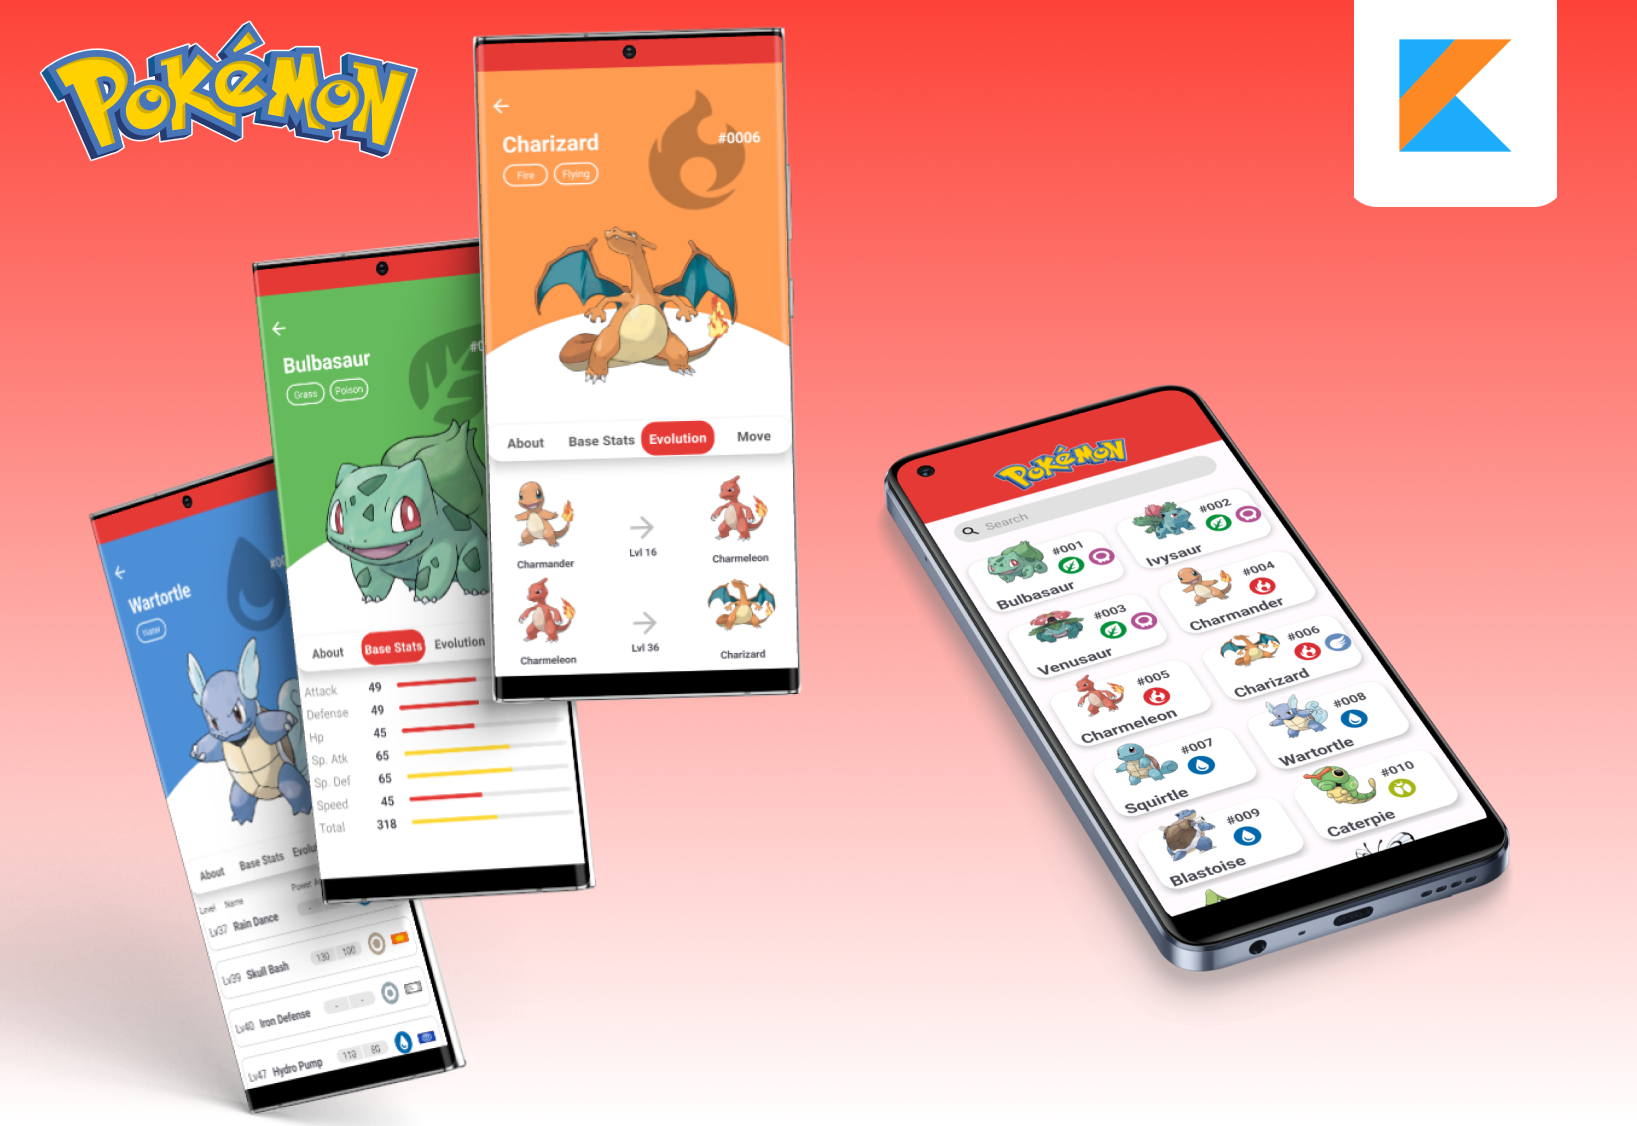 POKéMON
Charizard
#0006
Fire
Flying
About
Base Stats
Evolution
Move
Lvl 16
Charmander
Charmeleon
Lvl 36
Charmeleon
Charizard
Bulbasaur
Grass
Poison
About
Base Stats
Evolution
Attack 49
Defense 49
Hp 45
Sp. Atk 65
Sp. Def 65
Speed 45
Total 318
Wartortle
Water
About
Base Stats
Level Name
Power
Lv37 Rain Dance -
Lv39 Skull Bash 130 100
Lv40 Iron Defense - -
Lv47 Hydro Pump 110 80
POKéMON
Search
#001
Bulbasaur
#002
Ivysaur
#003
Venusaur
#004
Charmander
#005
Charmeleon
#006
Charizard
#007
Squirtle
#008
Wartortle
#009
Blastoise
#010
Caterpie